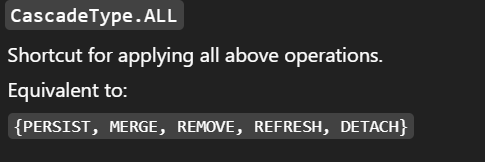 CascadeType.ALL
Shortcut for applying all above operations.
Equivalent to:
{PERSIST, MERGE, REMOVE, REFRESH, DETACH}